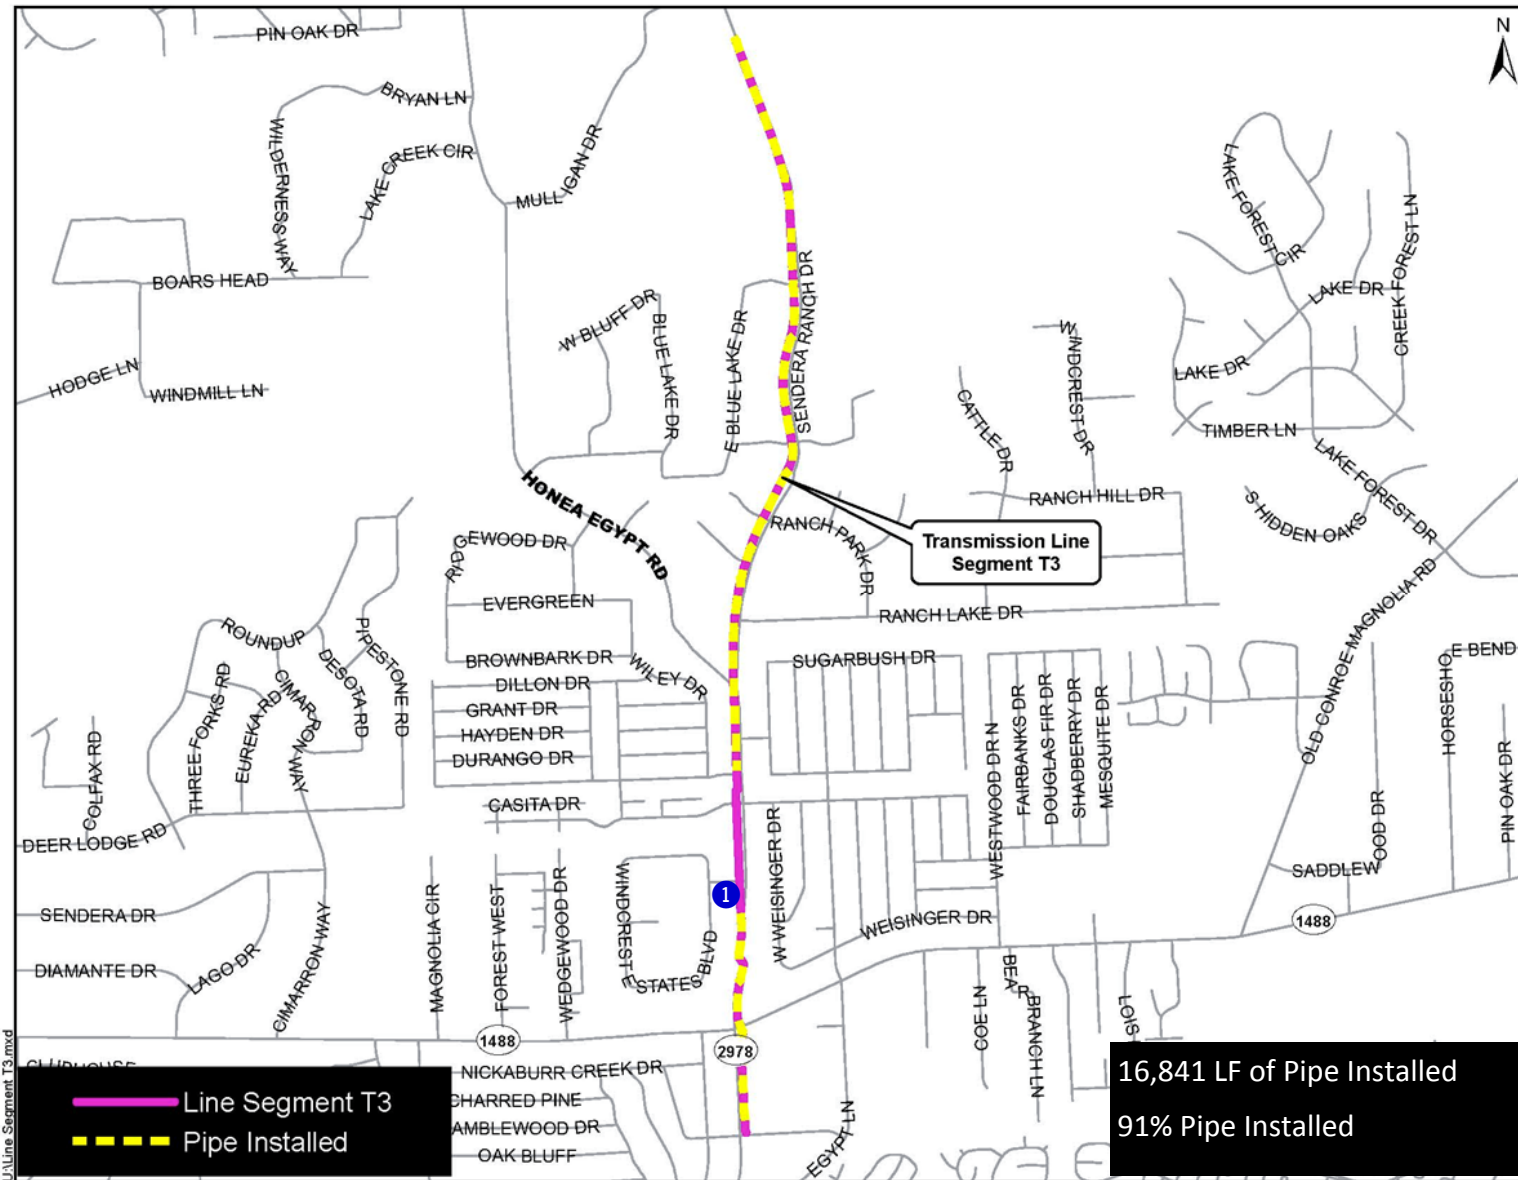 N
PIN OAK DR
BRYAN LN
WILDERNESS WAY
LAKE CREEK CIR
MULLIGAN DR
BOARS HEAD
HODGE LN
WINDMILL LN
W BLUFF DR
BLUE LAKE DR
E BLUE LAKE DR
SENDERA RANCH DR
LAKE FOREST CIR
LAKE DR
CREEK FOREST LN
LAKE DR
WINDCREST DR
CATTLE DR
TIMBER LN
LAKE FOREST DR
S HIDDEN OAKS
RANCH HILL DR
HONEA EGYPT RD
RANCH PARK DR
Transmission Line
Segment T3
RIDGEWOOD DR
EVERGREEN
RANCH LAKE DR
OLD CONROE MAGNOLIA RD
ROUNDUP
PIPESTONE RD
DESOTA RD
CIMARRON WAY
THREE FORKS RD
EUREKA RD
BROWNBARK DR
WILEY DR
SUGARBUSH DR
E BEND
HORSESHO
DILLON DR
GRANT DR
HAYDEN DR
DURANGO DR
COLFAX RD
WESTWOOD DR N
FAIRBANKS DR
DOUGLAS FIR DR
SHADBERRY DR
MESQUITE DR
PIN OAK DR
CASITA DR
DEER LODGE RD
W WEISINGER DR
SADDLEWOOD DR
1
SENDERA DR
MAGNOLIA CIR
FOREST WEST
WEDGEWOOD DR
WINDCREST ESTATES BLVD
WEISINGER DR
1488
DIAMANTE DR
LAGO DR
CIMARRON WAY
COE LN
BEAR BRANCH LN
LOIS
1488
2978
CLUBHOUSE
NICKABURR CREEK DR
CHARRED PINE
AMBLEWOOD DR
OAK BLUFF
EGYPT LN
Line Segment T3
Pipe Installed
16,841 LF of Pipe Installed
91% Pipe Installed
U:\Line Segment T3.mxd